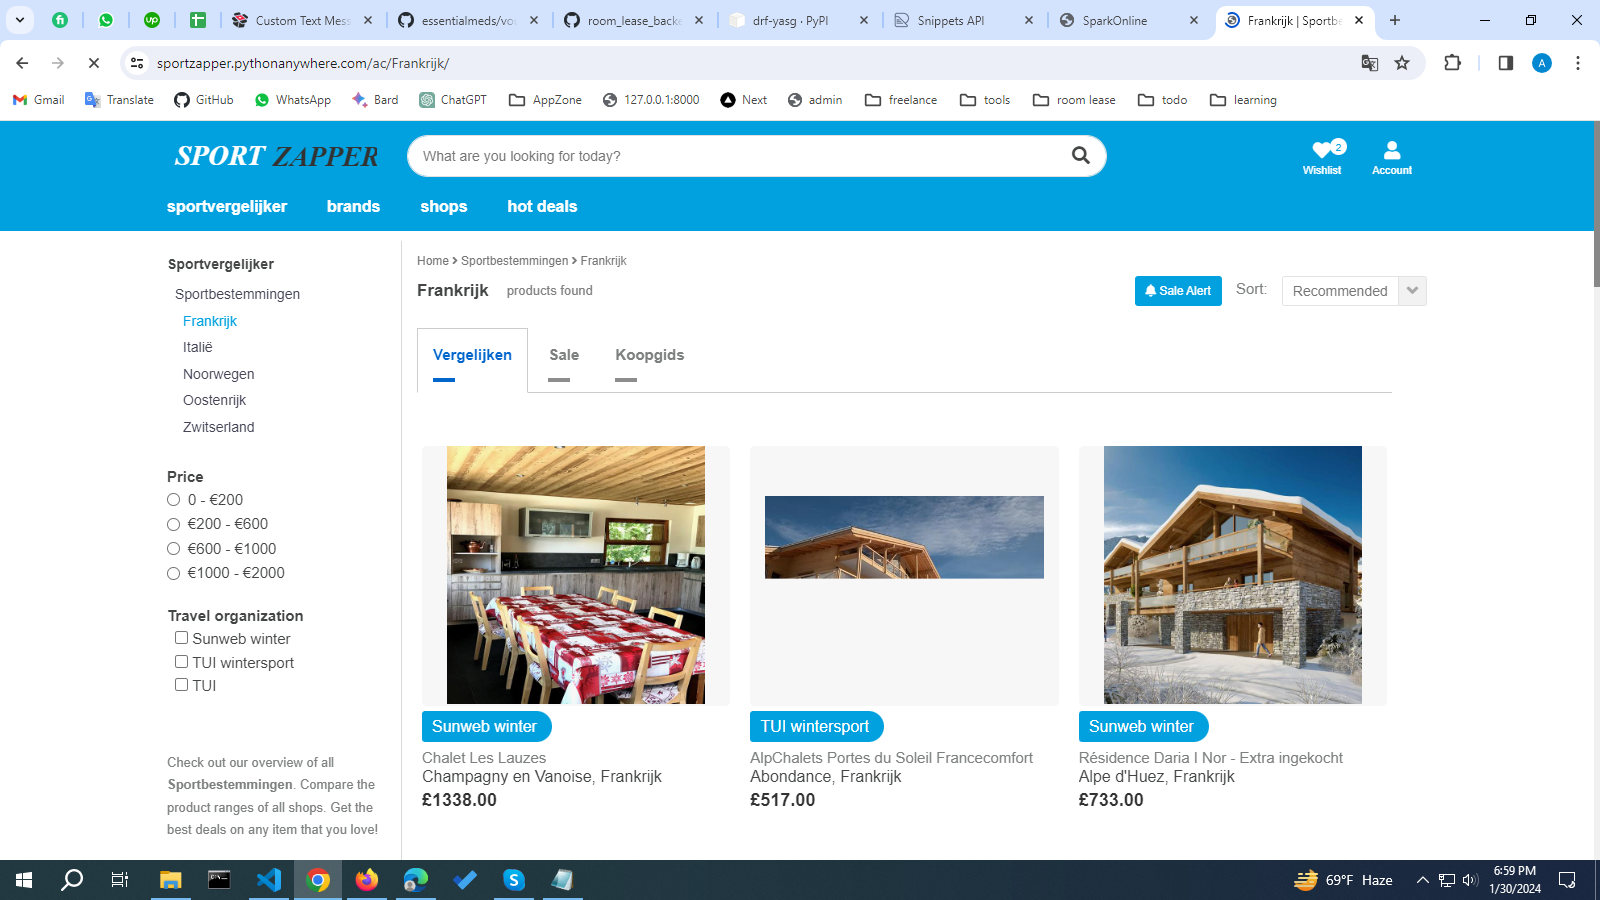 Custom Text Mess
essentialmeds/vou
room_lease_backe
drf-yasg · PyPI
Snippets API
SparkOnline
Frankrijk | Sportbe
sportzapper.pythonanywhere.com/ac/Frankrijk/
A
Gmail
Translate
GitHub
WhatsApp
Bard
ChatGPT
AppZone
127.0.0.1:8000
Next
admin
freelance
tools
room lease
todo
learning
SPORT ZAPPER
What are you looking for today?
2
Wishlist
Account
sportvergelijker
brands
shops
hot deals
Sportvergelijker
Sportbestemmingen
Frankrijk
Italië
Noorwegen
Oostenrijk
Zwitserland
Price
0 - €200
€200 - €600
€600 - €1000
€1000 - €2000
Travel organization
Sunweb winter
TUI wintersport
TUI
Check out our overview of all
Sportbestemmingen. Compare the
product ranges of all shops. Get the
best deals on any item that you love!
Home > Sportbestemmingen > Frankrijk
Frankrijk products found
Sale Alert
Sort:
Recommended
Vergelijken
Sale
Koopgids
Sunweb winter
Chalet Les Lauzes
Champagny en Vanoise, Frankrijk
£1338.00
TUI wintersport
AlpChalets Portes du Soleil Francecomfort
Abondance, Frankrijk
£517.00
Sunweb winter
Résidence Daria I Nor - Extra ingekocht
Alpe d'Huez, Frankrijk
£733.00
69°F Haze
6:59 PM
1/30/2024